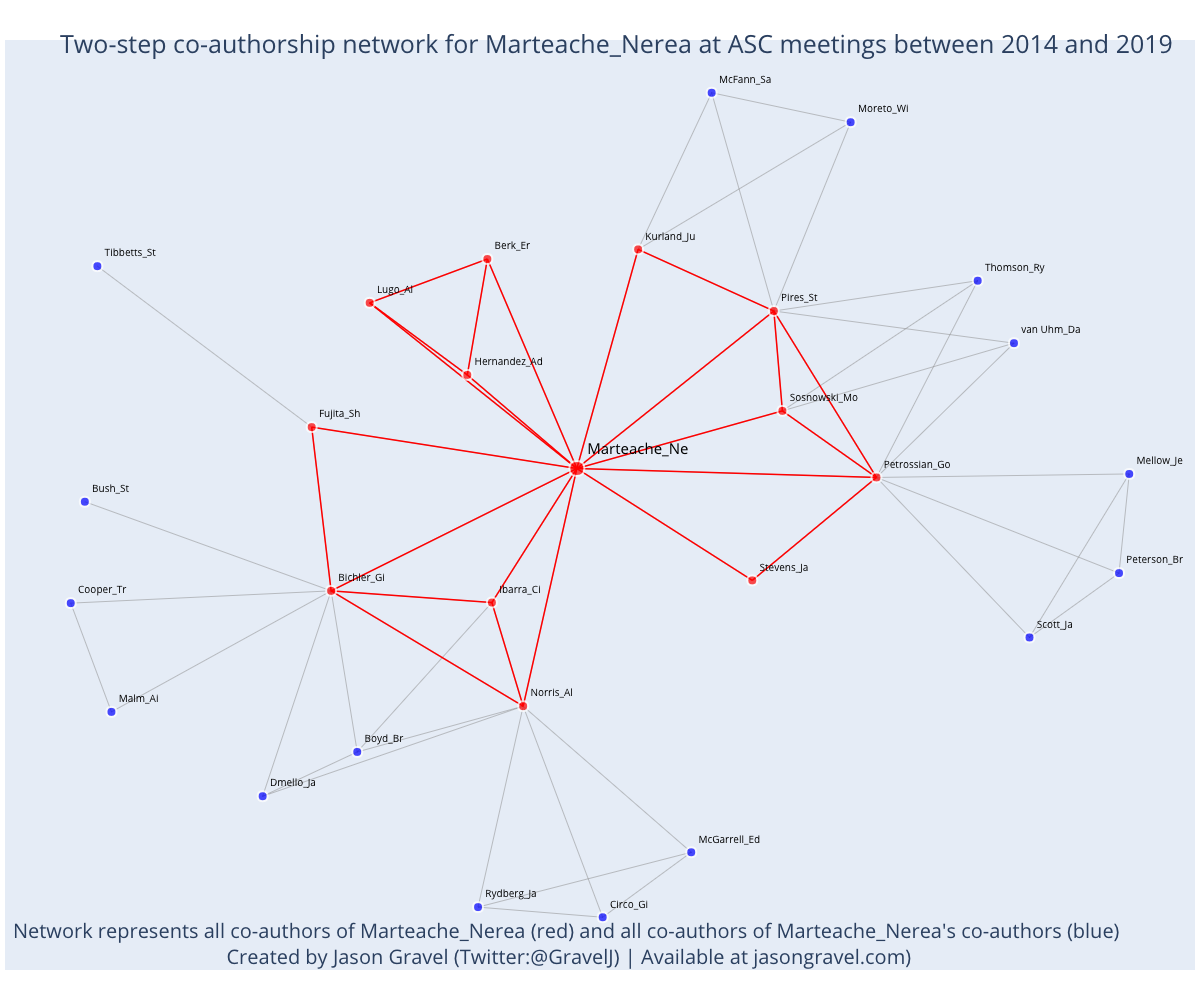 Two-step co-authorship network for Marteache_Nerea at ASC meetings between 2014 and 2019
McFann_Sa
Moreto_Wi
Kurland_Ju
Berk_Er
Tibbetts_St
Thomson_Ry
Lugo_Al
Pires_St
van Uhm_Da
Hernandez_Ad
Sosnowski_Mo
Fujita_Sh
Marteache_Ne
Petrossian_Go
Mellow_Je
Bush_St
Peterson_Br
Stevens_Ja
Bichler_Gi
Ibarra_Ci
Cooper_Tr
Scott_Ja
Norris_Al
Malm_Ai
Boyd_Br
Dmello_Ja
McGarrell_Ed
Rydberg_Ja
Circo_Gi
Network represents all co-authors of Marteache_Nerea (red) and all co-authors of Marteache_Nerea's co-authors (blue)
Created by Jason Gravel (Twitter:@GravelJ) | Available at jasongravel.com)